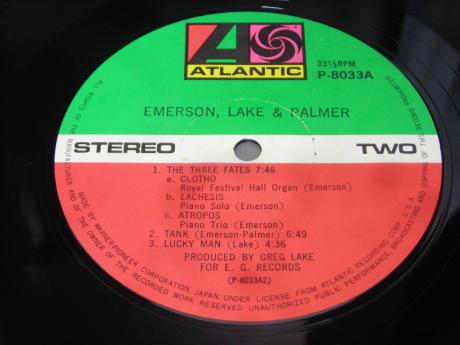 ATLANTIC
33⅓RPM
P-8033A
EMERSON, LAKE & PALMER
STEREO
TWO
1. THE THREE FATES 7:46
a. CLOTHO
Royal Festival Hall Organ (Emerson)
b. LACHESIS
Piano Solo (Emerson)
c. ATROPOS
Piano Trio (Emerson)
2. TANK (Emerson-Palmer) 6:49
3. LUCKY MAN (Lake) 4:36
PRODUCED BY GREG LAKE
FOR E. G. RECORDS
(P-8033A2)
ALL RIGHTS OF THE MANUFACTURER AND OF THE OWNER OF THE RECORDED WORK RESERVED UNAUTHORIZED PUBLIC PERFORMANCE, BROADCASTING AND COPYING OF THIS RECORD PROHIBITED
MADE BY WARNER-PIONEER CORPORATION, JAPAN, UNDER LICENSE FROM ATLANTIC RECORDING CORP. U.S.A.